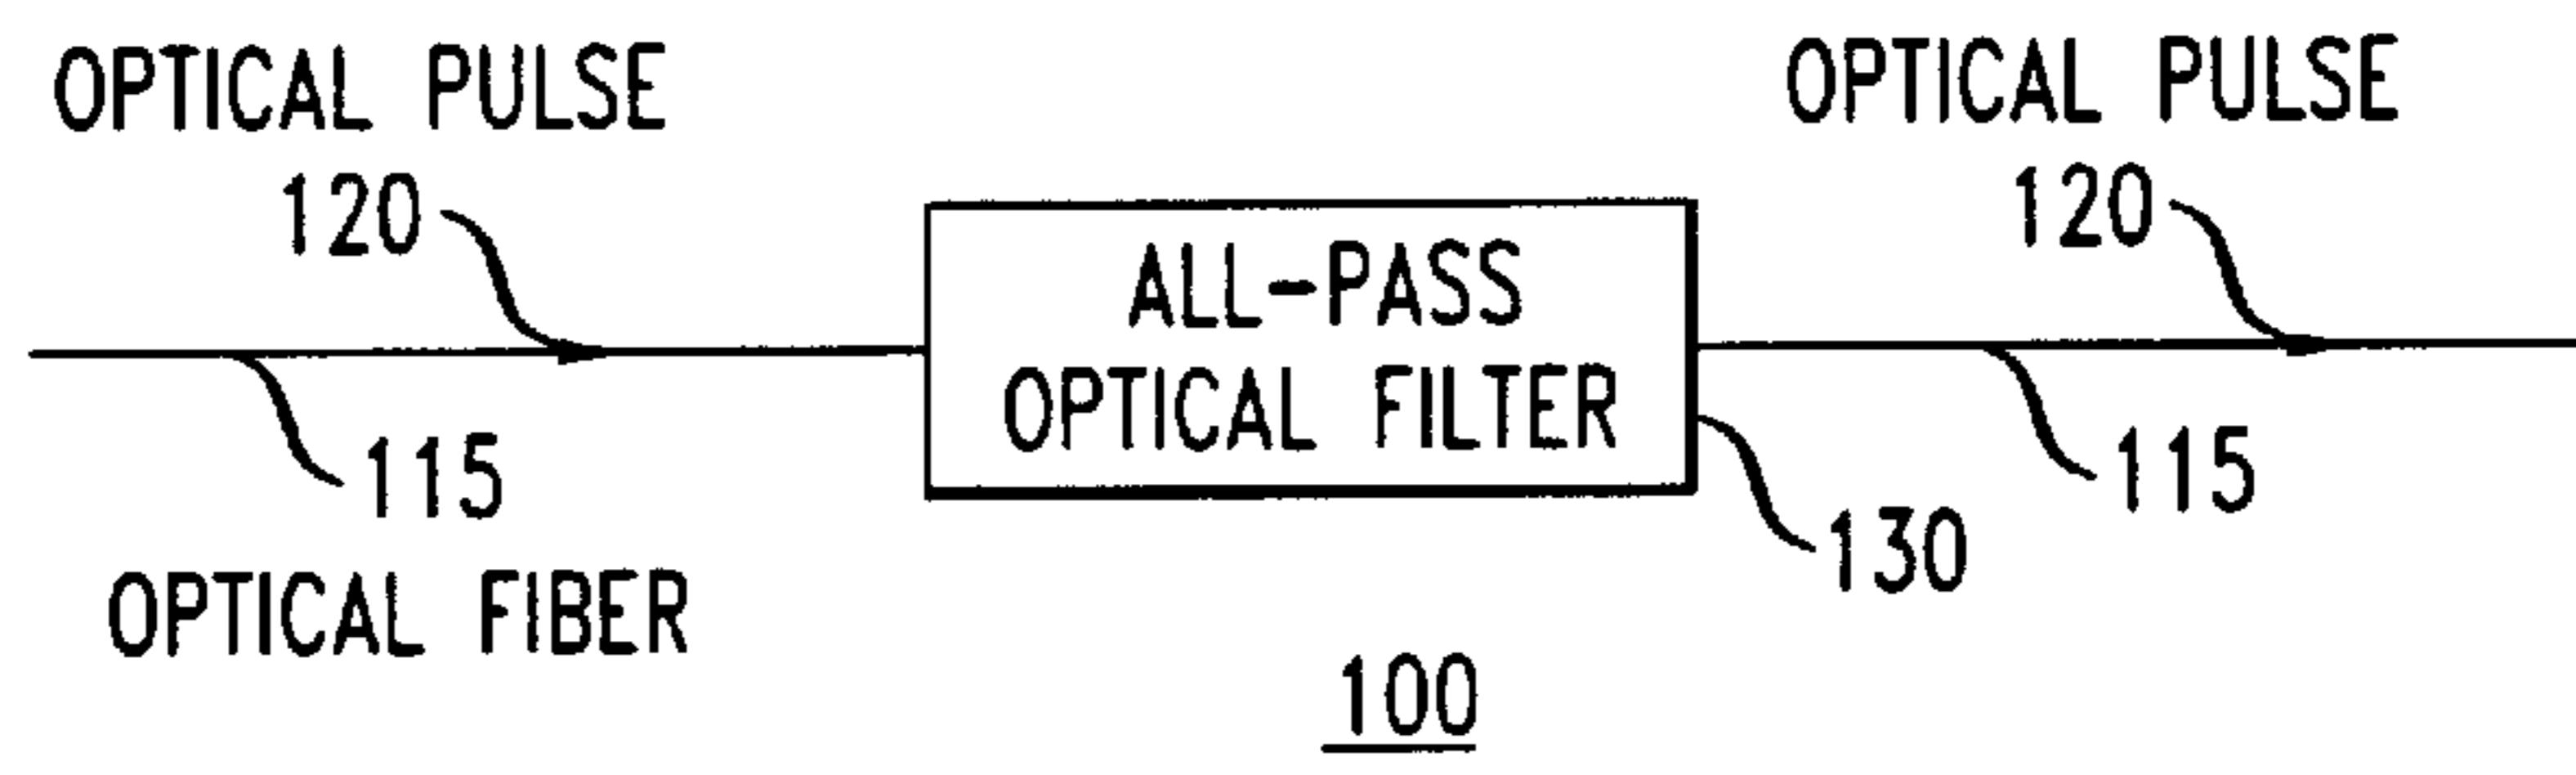 OPTICAL PULSE
120
115
OPTICAL FIBER
ALL-PASS
OPTICAL FILTER
130
OPTICAL PULSE
120
115
100